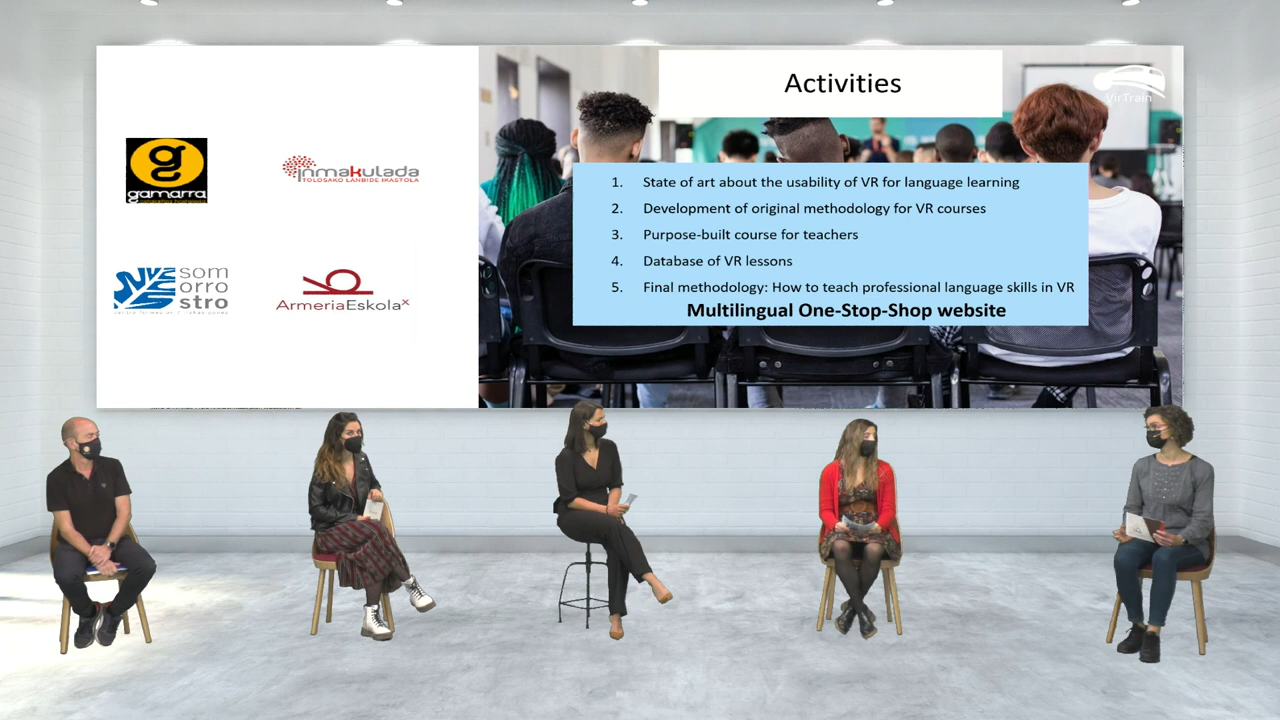 Activities
VirTrain
g
gamarra
inmakulada
TOLOSAKO LANBIDE IKASTOLA
1. State of art about the usability of VR for language learning
2. Development of original methodology for VR courses
3. Purpose-built course for teachers
4. Database of VR lessons
5. Final methodology: How to teach professional language skills in VR
Multilingual One-Stop-Shop website
som
orro
stro
ArmeriaEskola